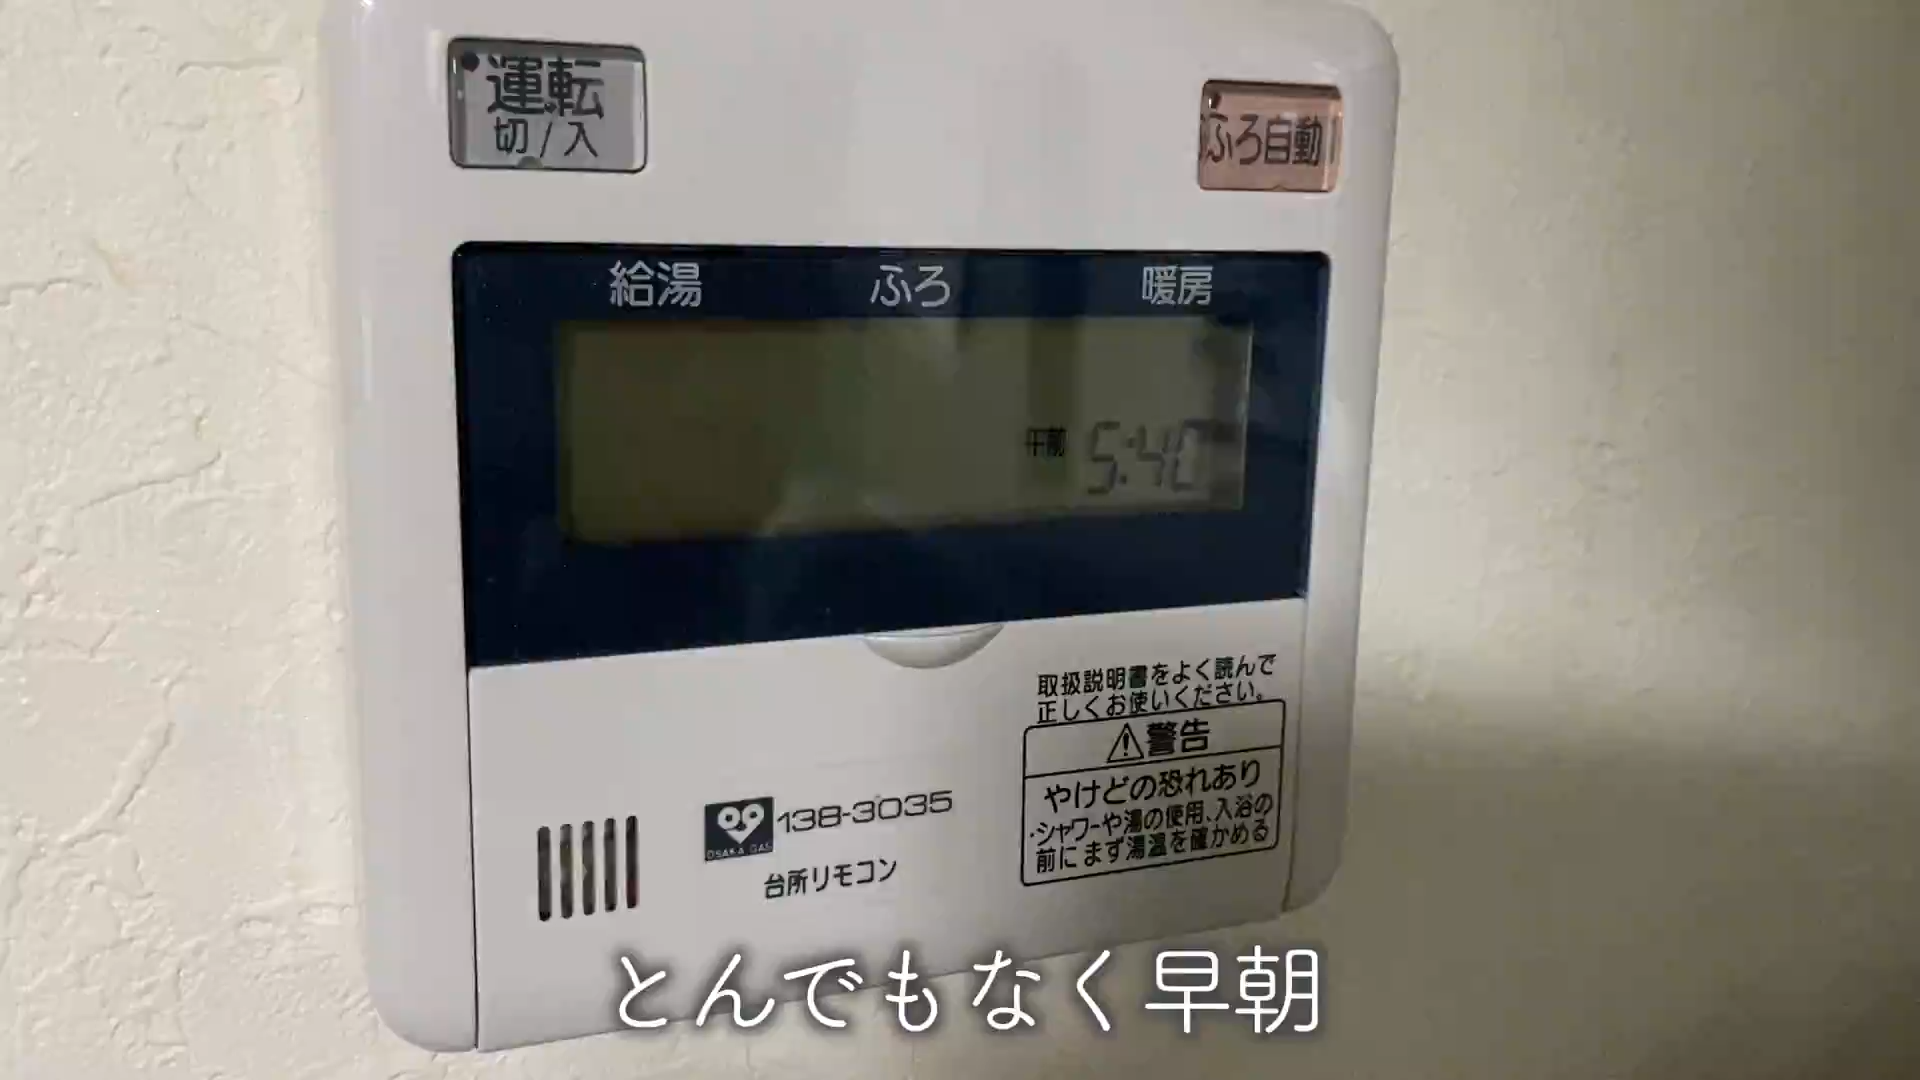 運転
切/入
ふろ自動
給湯 ふろ 暖房
午前 5:40
取扱説明書をよく読んで
正しくお使いください。
⚠警告
やけどの恐れあり
・シャワーや湯の使用、入浴の
前にまず湯温を確かめる
OSAKA GAS
138-3035
台所リモコン
とんでもなく早朝